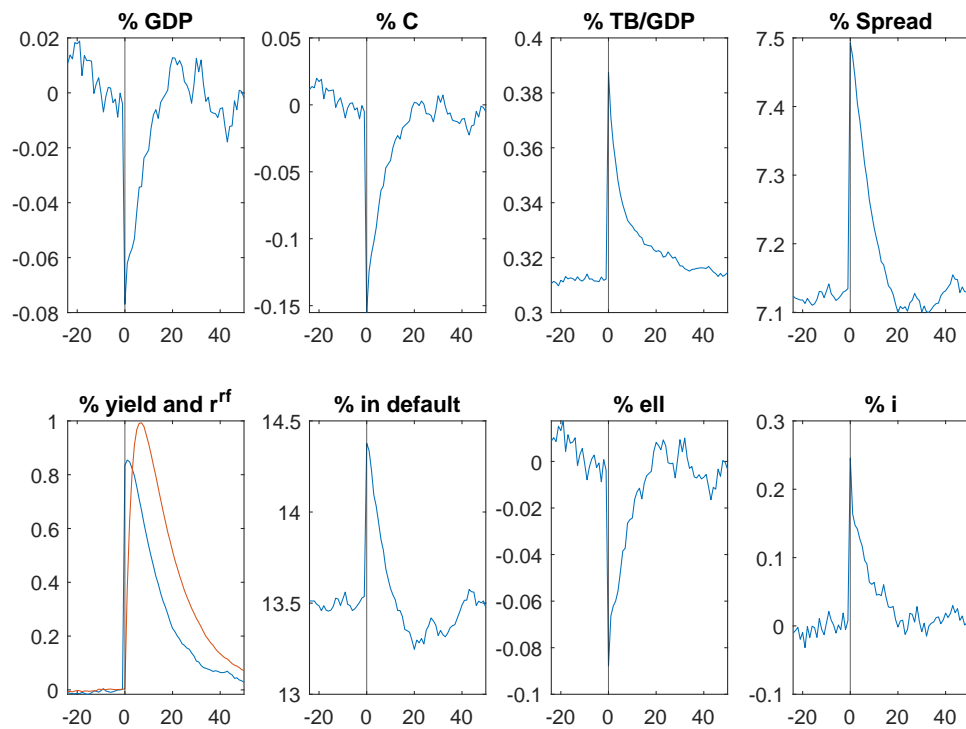 % GDP
% C
% TB/GDP
% Spread
0.02
0
-0.02
-0.04
-0.06
-0.08
-20 0 20 40
0.05
0
-0.05
-0.1
-0.15
-20 0 20 40
0.4
0.38
0.36
0.34
0.32
0.3
-20 0 20 40
7.5
7.4
7.3
7.2
7.1
-20 0 20 40
% yield and r^rf
% in default
% ell
% i
1
0.8
0.6
0.4
0.2
0
-20 0 20 40
14.5
14
13.5
13
-20 0 20 40
0
-0.02
-0.04
-0.06
-0.08
-0.1
-20 0 20 40
0.3
0.2
0.1
0
-0.1
-20 0 20 40